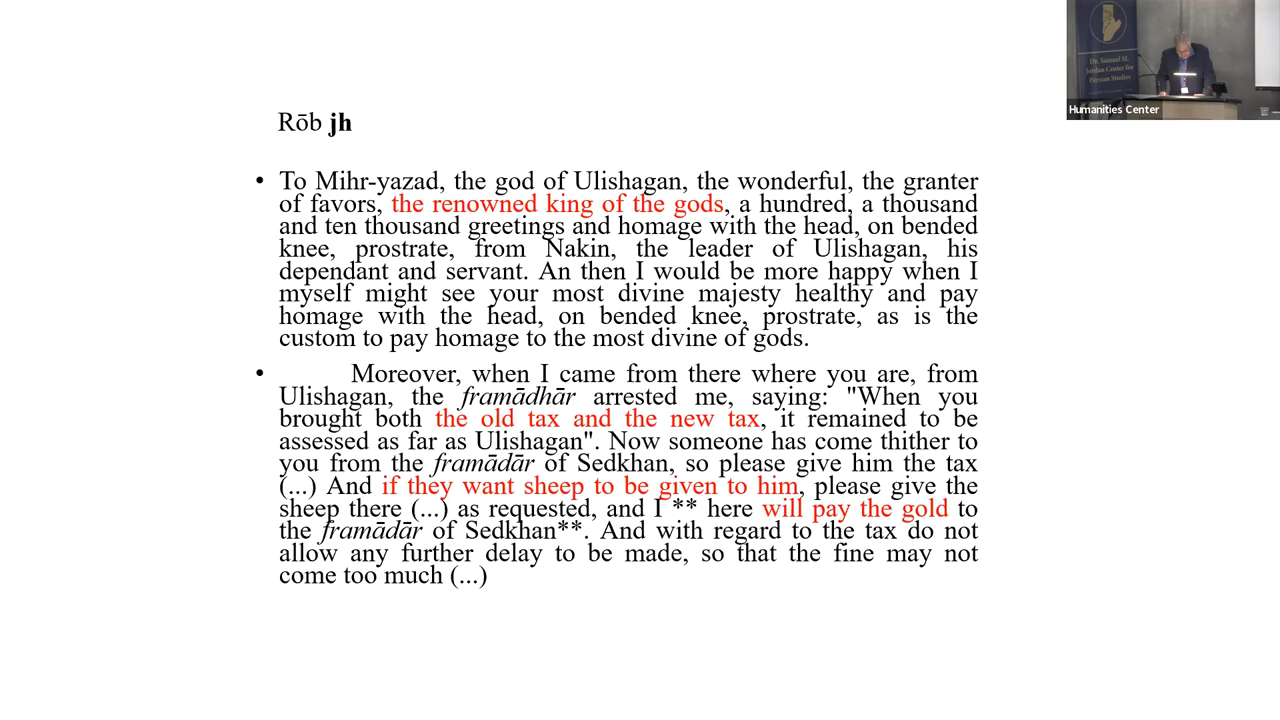 Dr. Samuel M.
Jordan Center for
Persian Studies
Humanities Center
Rōb jh
• To Mihr-yazad, the god of Ulishagan, the wonderful, the granter
of favors, the renowned king of the gods, a hundred, a thousand
and ten thousand greetings and homage with the head, on bended
knee, prostrate, from Nakin, the leader of Ulishagan, his
dependant and servant. An then I would be more happy when I
myself might see your most divine majesty healthy and pay
homage with the head, on bended knee, prostrate, as is the
custom to pay homage to the most divine of gods.
• Moreover, when I came from there where you are, from
Ulishagan, the framādhār arrested me, saying: "When you
brought both the old tax and the new tax, it remained to be
assessed as far as Ulishagan". Now someone has come thither to
you from the framādār of Sedkhan, so please give him the tax
(...) And if they want sheep to be given to him, please give the
sheep there (...) as requested, and I ** here will pay the gold to
the framādār of Sedkhan**. And with regard to the tax do not
allow any further delay to be made, so that the fine may not
come too much (...)